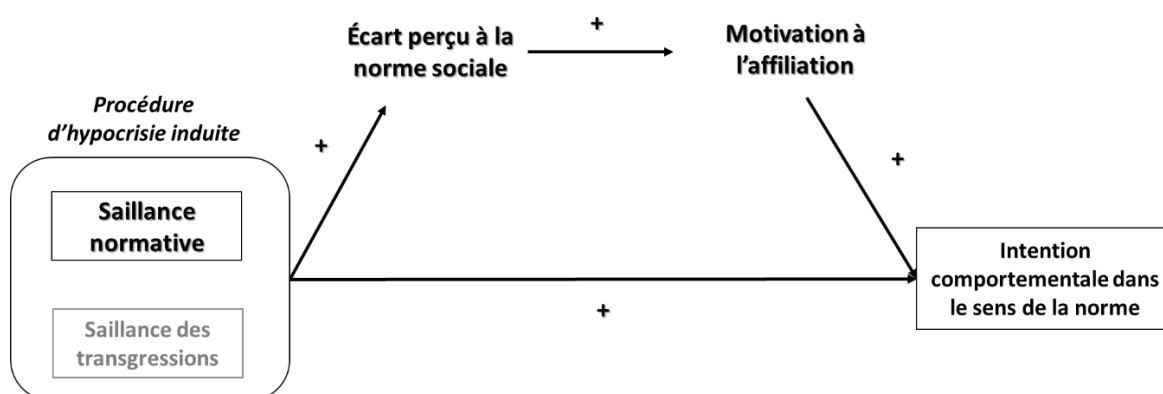 Procédure
d'hypocrisie induite
Saillance
normative
Saillance des
transgressions
+
Écart perçu à la
norme sociale
+
Motivation à
l'affiliation
+
+
Intention
comportementale dans
le sens de la norme